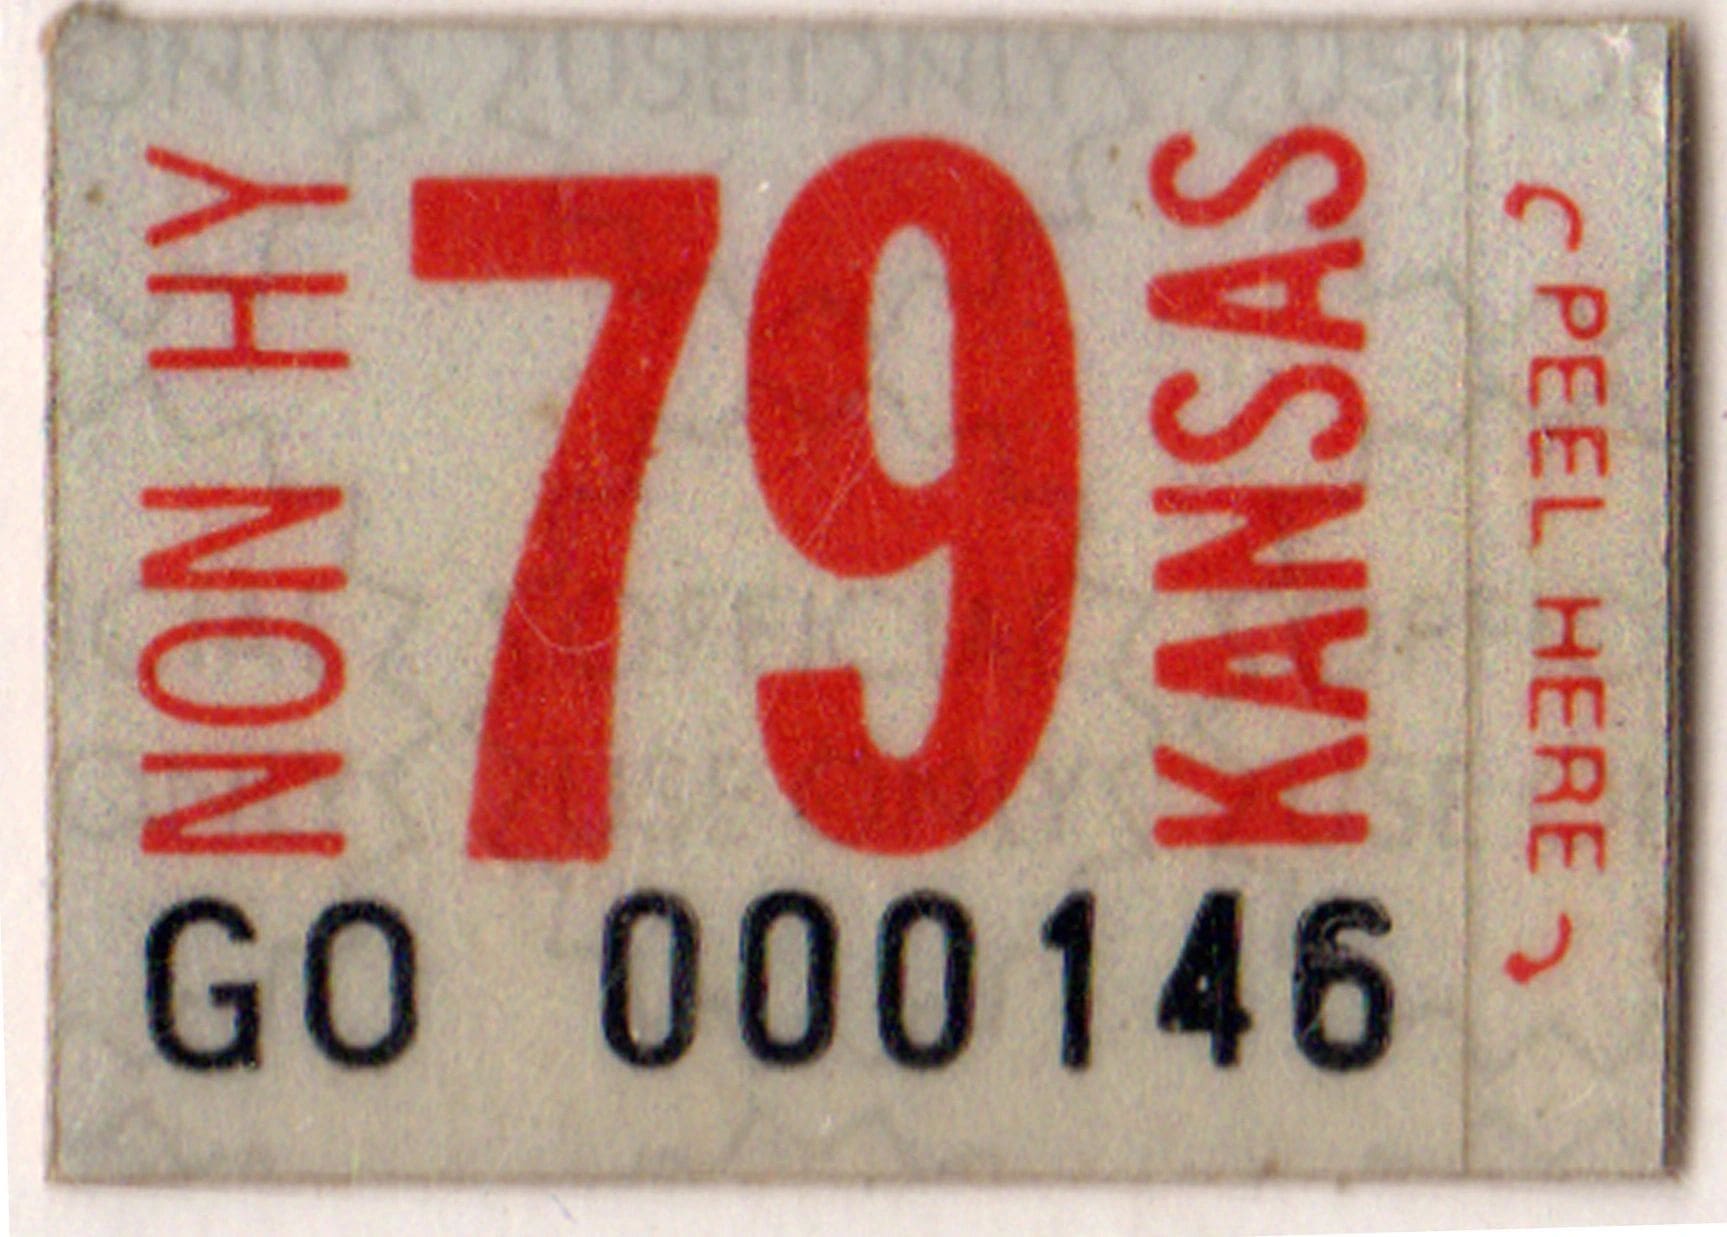 NON HY
79
KANSAS
GO 000146
PEEL HERE